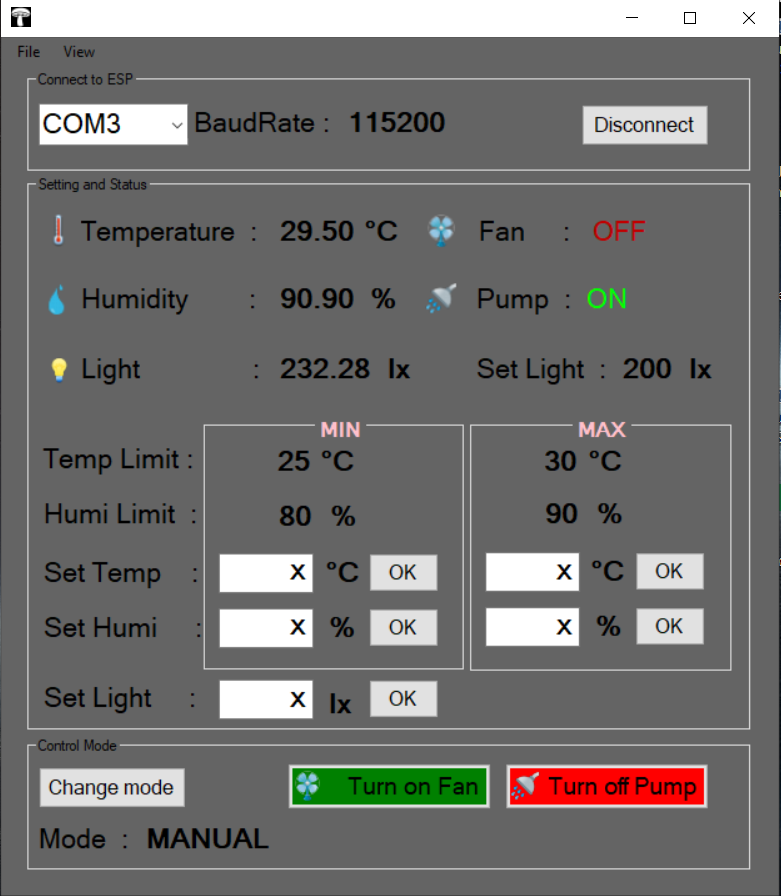 File View
Connect to ESP
COM3 BaudRate : 115200 Disconnect
Setting and Status
Temperature : 29.50 °C Fan : OFF
Humidity : 90.90 % Pump : ON
Light : 232.28 lx Set Light : 200 lx
MIN MAX
Temp Limit : 25 °C 30 °C
Humi Limit : 80 % 90 %
Set Temp : x °C OK x °C OK
Set Humi : x % OK x % OK
Set Light : x lx OK
Control Mode
Change mode Turn on Fan Turn off Pump
Mode : MANUAL